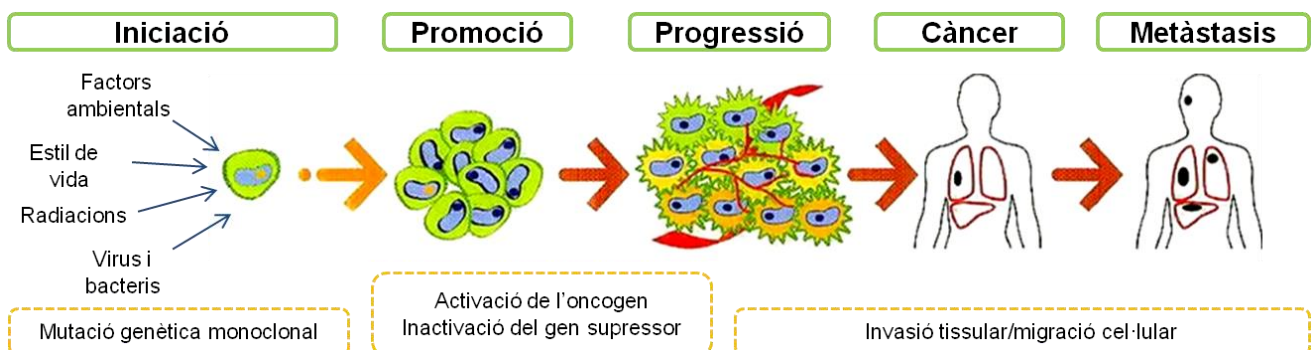 Iniciació
Promoció
Progressió
Càncer
Metàstasis
Factors
ambientals
Estil de
vida
Radiacions
Virus i
bacteris
Mutació genètica monoclonal
Activació de l'oncogen
Inactivació del gen supressor
Invasió tissular/migració cel·lular